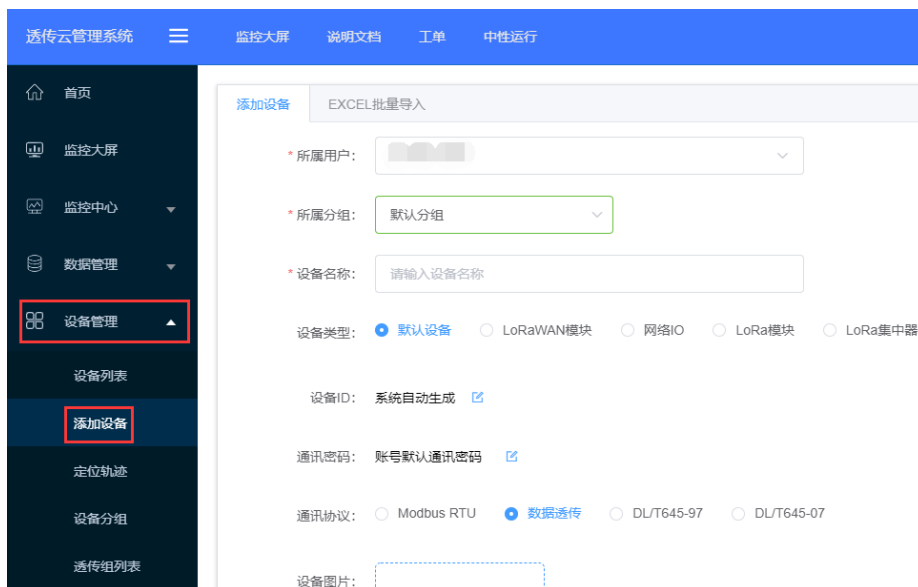 透传云管理系统 监控大屏 说明文档 工单 中性运行
首页
监控大屏
监控中心
数据管理
设备管理
设备列表
添加设备
定位轨迹
设备分组
透传组列表
添加设备 EXCEL批量导入
* 所属用户:
* 所属分组: 默认分组
* 设备名称: 请输入设备名称
设备类型: 默认设备 LoRaWAN模块 网络IO LoRa模块 LoRa集中器
设备ID: 系统自动生成
通讯密码: 账号默认通讯密码
通讯协议: Modbus RTU 数据透传 DL/T645-97 DL/T645-07
设备图片: